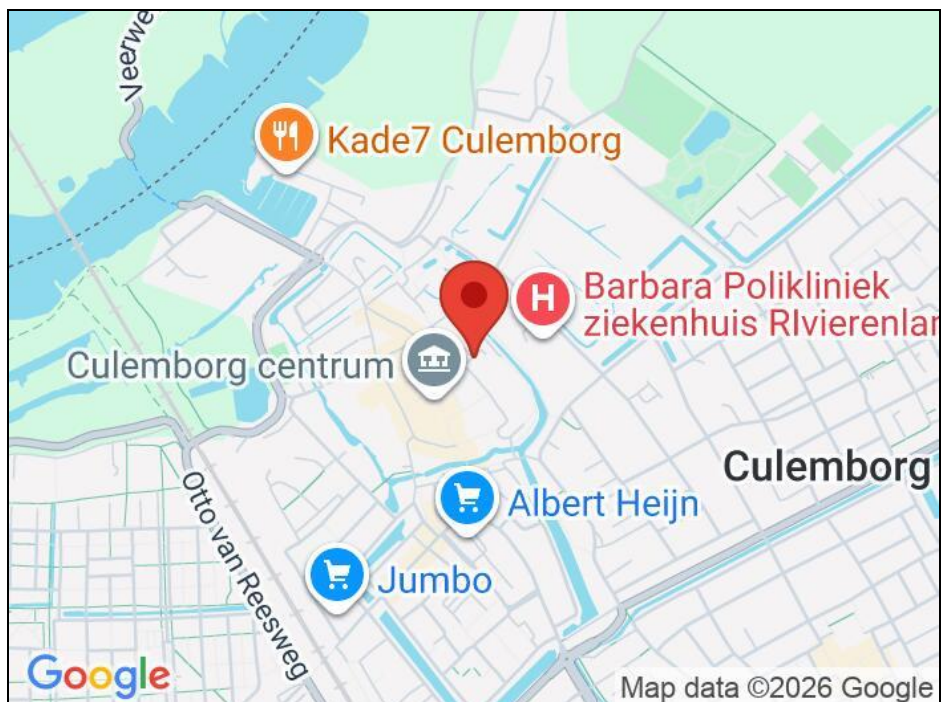 Veerwe
Kade7 Culemborg
Barbara Polikliniek
ziekenhuis RIvierenlan
Culemborg centrum
Culemborg
Albert Heijn
Otto van Reesweg
Jumbo
Google
Map data ©2026 Google